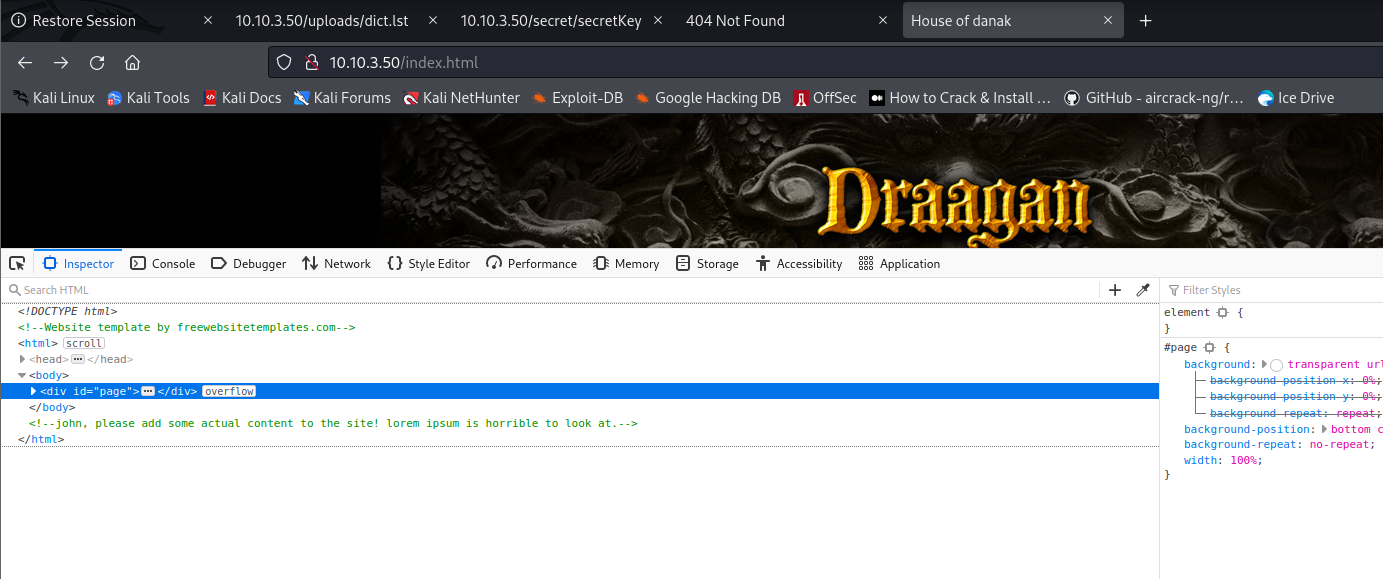 Restore Session 10.10.3.50/uploads/dict.lst 10.10.3.50/secret/secretKey 404 Not Found House of danak
10.10.3.50/index.html
Kali Linux Kali Tools Kali Docs Kali Forums Kali NetHunter Exploit-DB Google Hacking DB OffSec How to Crack & Install ... GitHub - aircrack-ng/r... Ice Drive
Draagan
Inspector Console Debugger Network Style Editor Performance Memory Storage Accessibility Application
Search HTML
Filter Styles
<!DOCTYPE html>
<!--Website template by freewebsitetemplates.com-->
<html> scroll
<head> ••• </head>
<body>
<div id="page"> ••• </div> overflow
</body>
<!--john, please add some actual content to the site! lorem ipsum is horrible to look at.-->
</html>
element {
}
#page {
background: transparent url
background-position-x: 0%;
background-position-y: 0%;
background-repeat: repeat;
background-position: bottom c
background-repeat: no-repeat;
width: 100%;
}